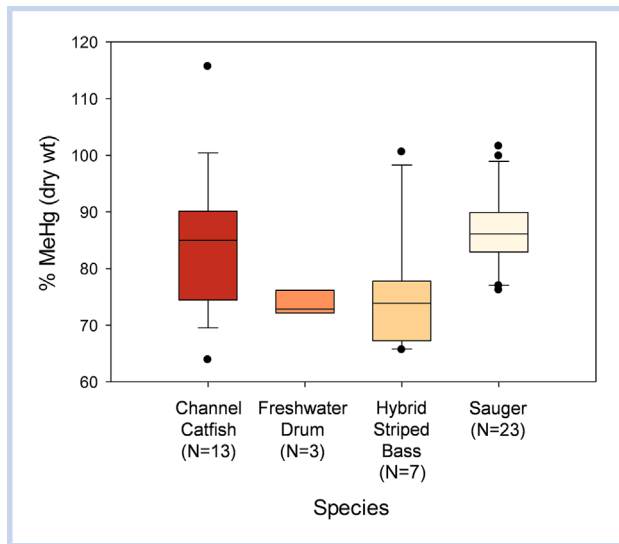 % MeHg (dry wt)
120
110
100
90
80
70
60
Channel
Catfish
(N=13)
Freshwater
Drum
(N=3)
Hybrid
Striped
Bass
(N=7)
Sauger
(N=23)
Species